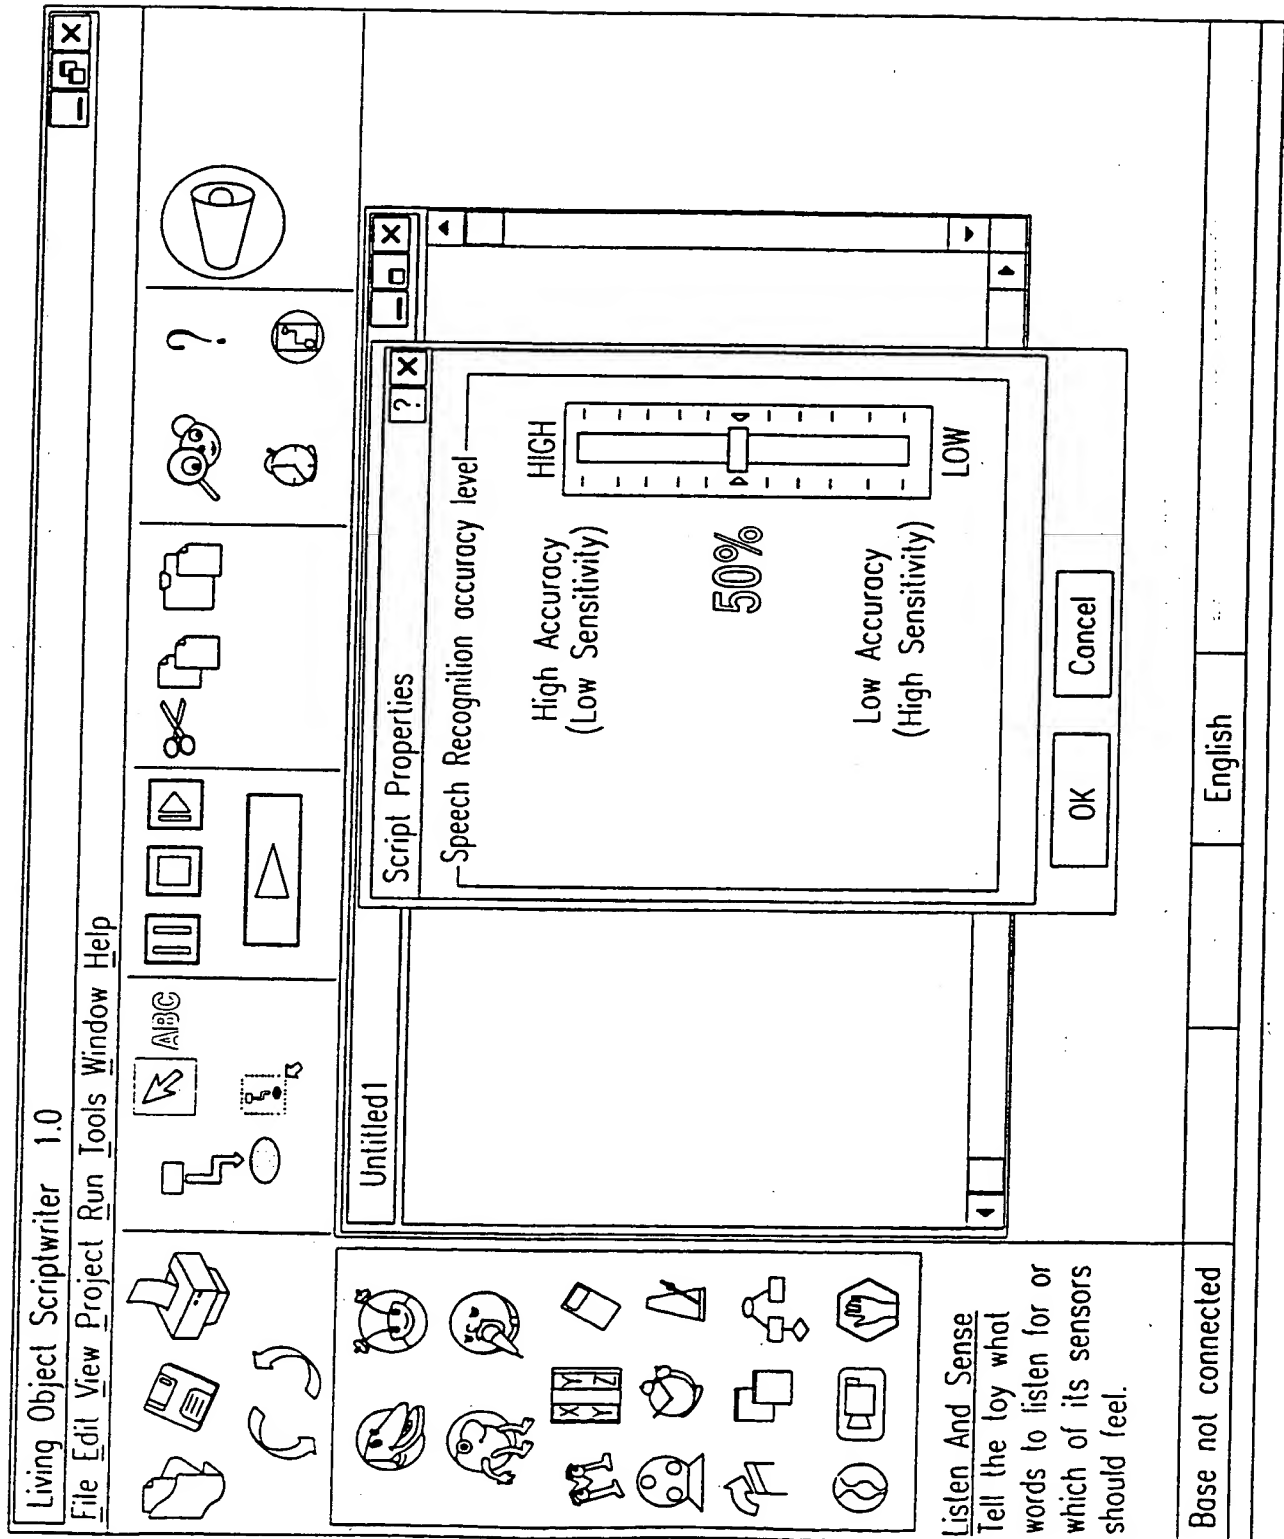 Living Object Scriptwriter 1.0
File Edit View Project Run Tools Window Help
ABC
?
Untitled1
Script Properties
?
Speech Recognition accuracy level
HIGH
High Accuracy
(Low Sensitivity)
50%
Low Accuracy
(High Sensitivity)
LOW
OK
Cancel
X Y
Y Z
Listen And Sense
Tell the toy what
words to listen for or
which of its sensors
should feel.
Base not connected
English